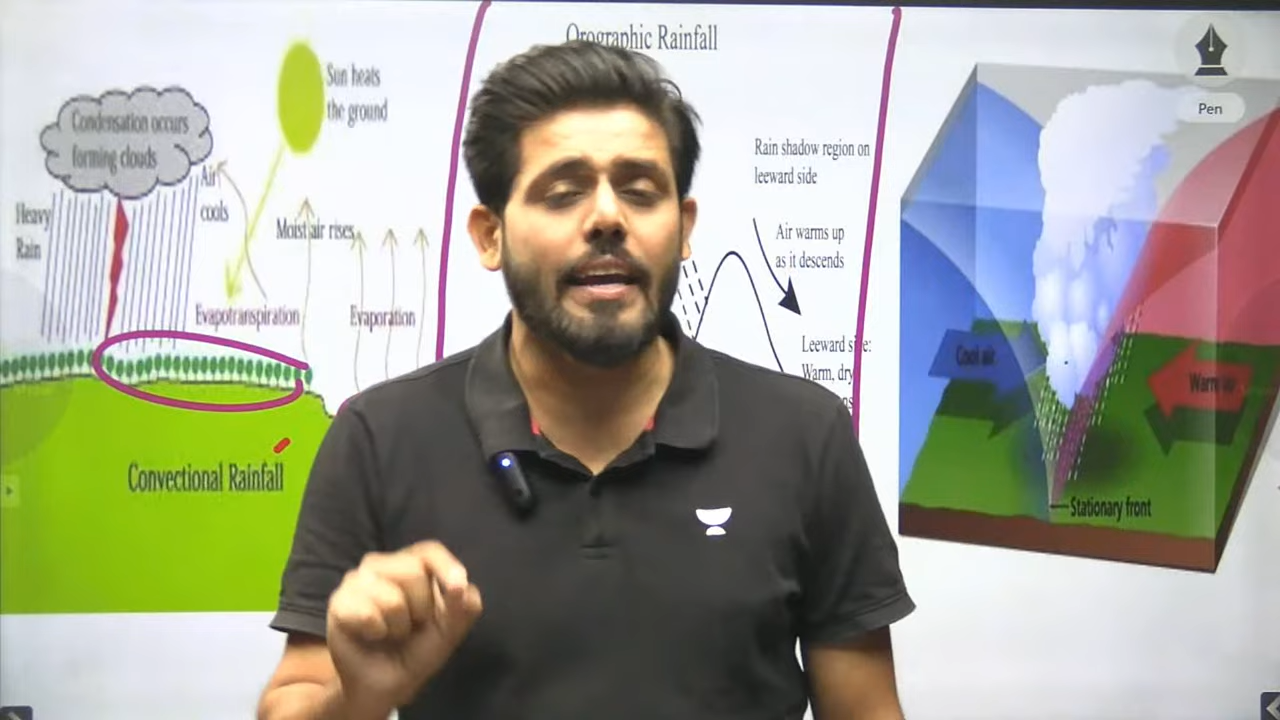 Orographic Rainfall
Pen
Sun heats
the ground
Condensation occurs
forming clouds
Air
cools
Heavy
Rain
Moist air rises
Evapotranspiration
Evaporation
Convectional Rainfall
Rain shadow region on
leeward side
Air warms up
as it descends
Leeward side:
Warm, dry
Cool air
Warm air
Stationary front